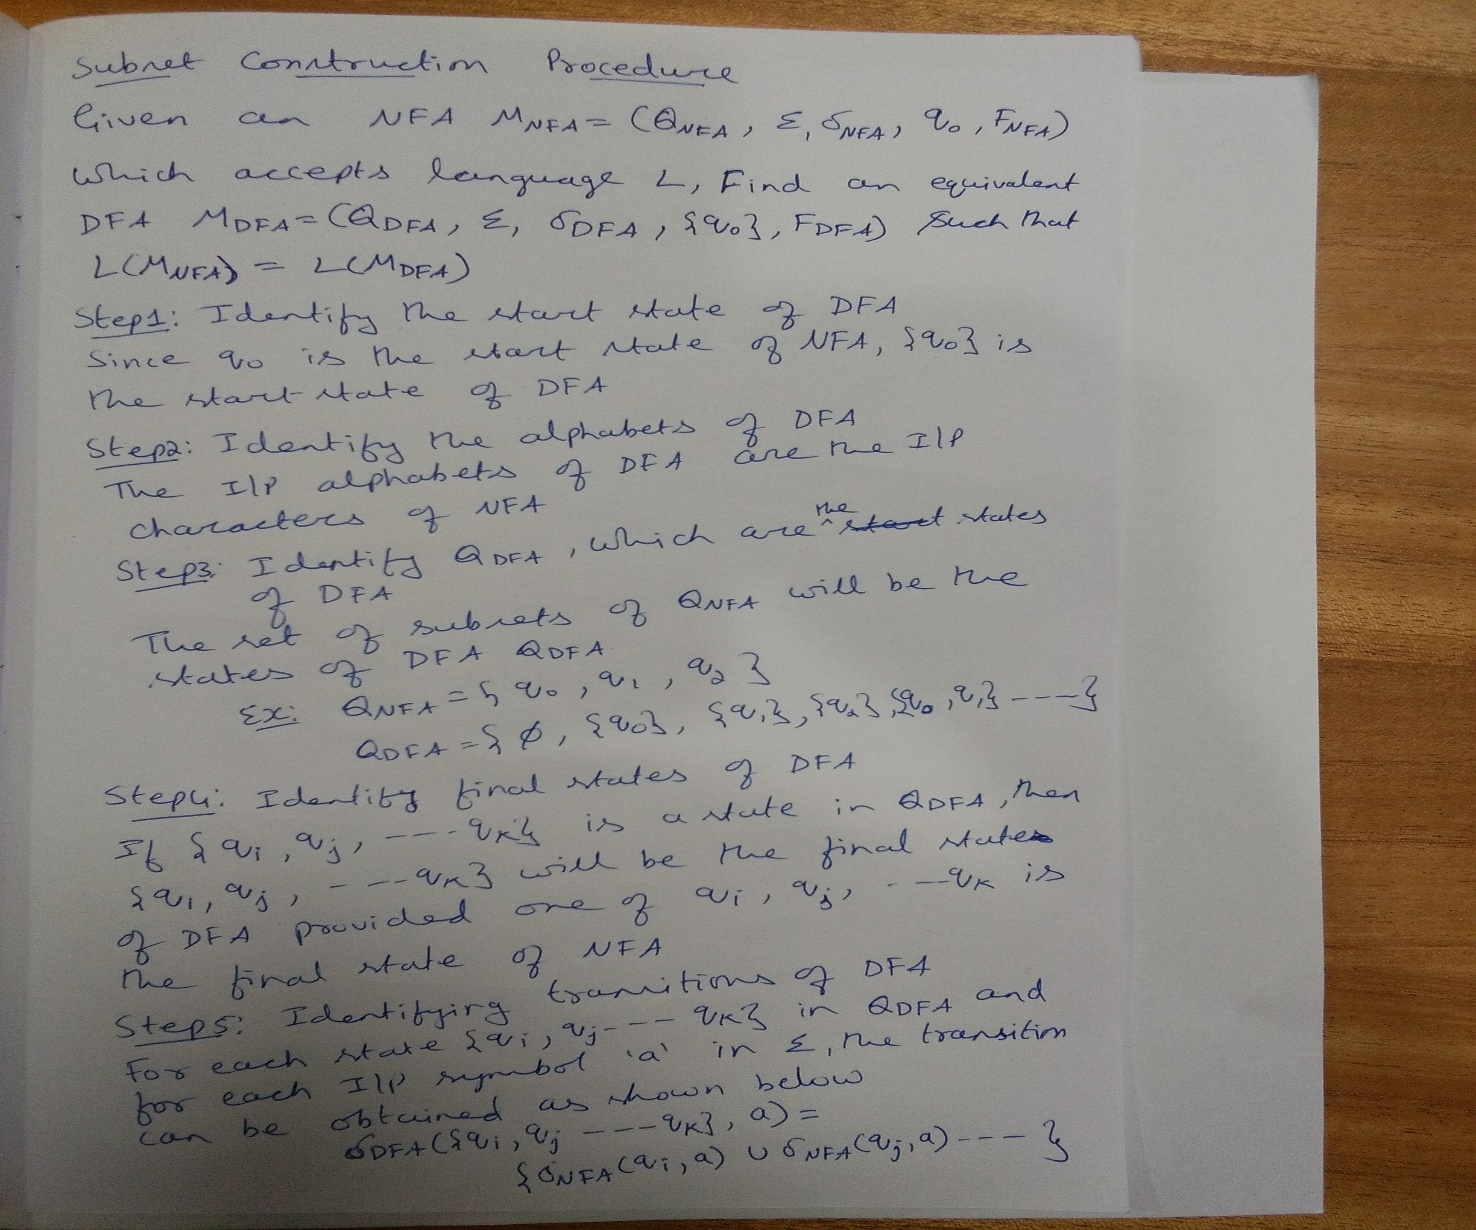 Subset Construction Procedure
Given an NFA MNFA = (QNFA, Σ, δNFA, q0, FNFA)
which accepts language L, Find an equivalent
DFA MDFA = (QDFA, Σ, δDFA, {q0}, FDFA) Such that
L(MNFA) = L(MDFA)
Step1: Identify the start state of DFA
Since q0 is the start state of NFA, {q0} is
the start state of DFA
Step2: Identify the alphabets of DFA
The I/P alphabets of DFA are the I/P
characters of NFA
Step3: Identify QDFA, which are the start states
of DFA
The set of subsets of QNFA will be the
states of DFA QDFA
Ex: QNFA = { q0, q1, q2 }
QDFA = { ϕ, {q0}, {q1}, {q2}, {q0, q1} ---- }
Step4: Identify final states of DFA
If {qi, qj, --- qk} is a state in QDFA, then
{qi, qj, --- qk} will be the final states
of DFA provided one of qi, qj, --- qk is
the final state of NFA
Step5: Identifying transitions of DFA
For each state {qi, qj --- qk} in QDFA and
for each I/P symbol 'a' in Σ, the transition
can be obtained as shown below
δDFA({qi, qj --- qk}, a) =
{δNFA(qi, a) ∪ δNFA(qj, a) --- }